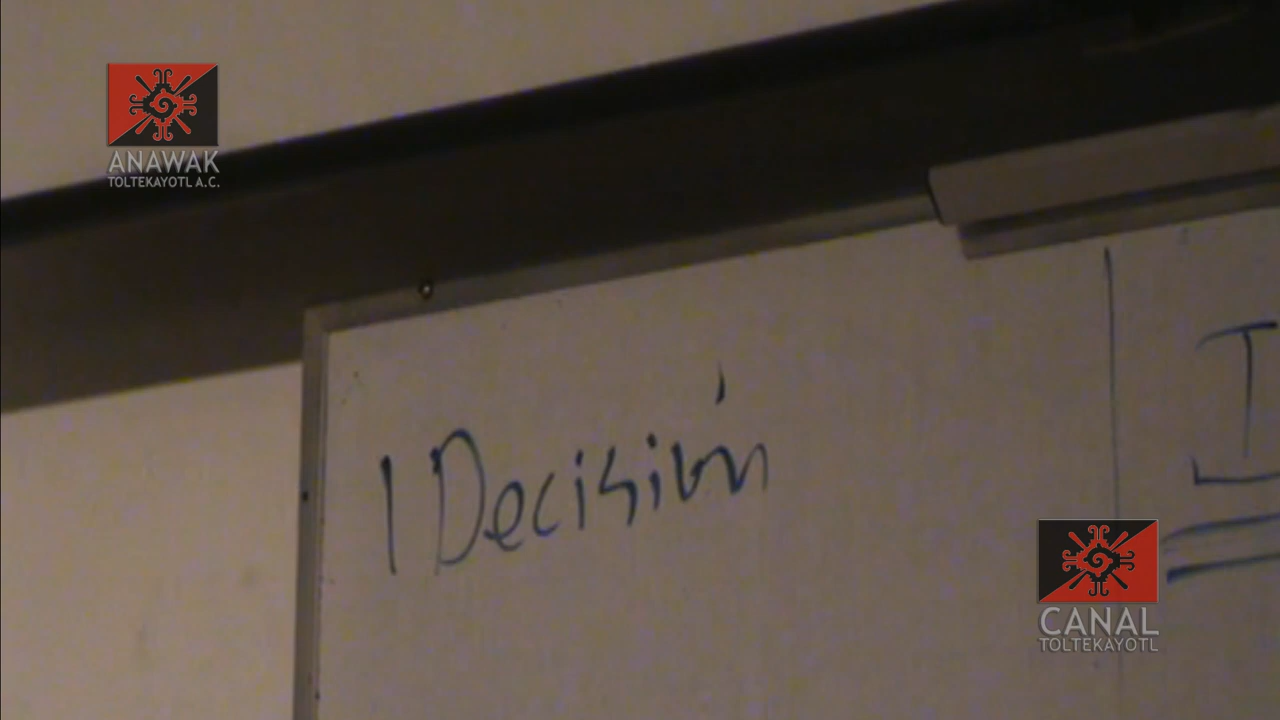 ANAWAK
TOLTEKAYOTL A.C.
1 Decisión
I
CANAL
TOLTEKAYOTL